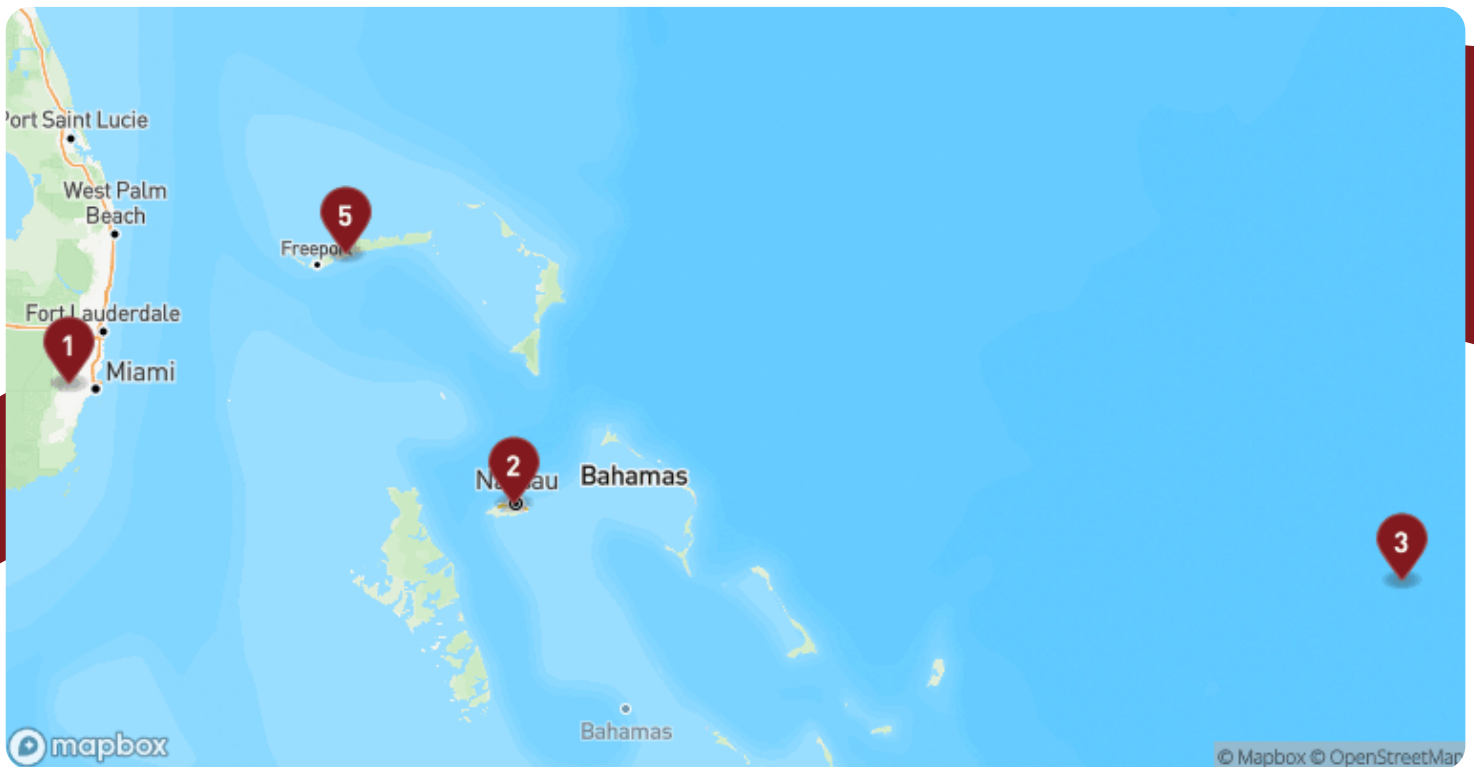 Port Saint Lucie
West Palm
Beach
5
Freeport
Fort Lauderdale
1
Miami
2
Nassau
Bahamas
3
Bahamas
mapbox
© Mapbox © OpenStreetMap